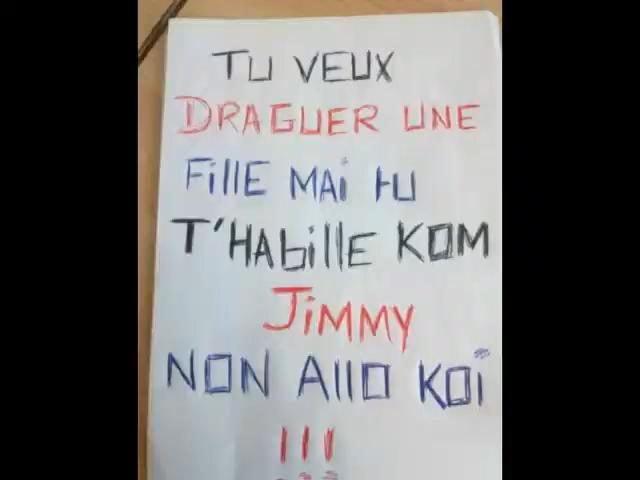 TU VEUX
DRAGUER UNE
FillE MAi tU
T'HAbillE KOM
JiMMY
NON AllO KOi
!!!